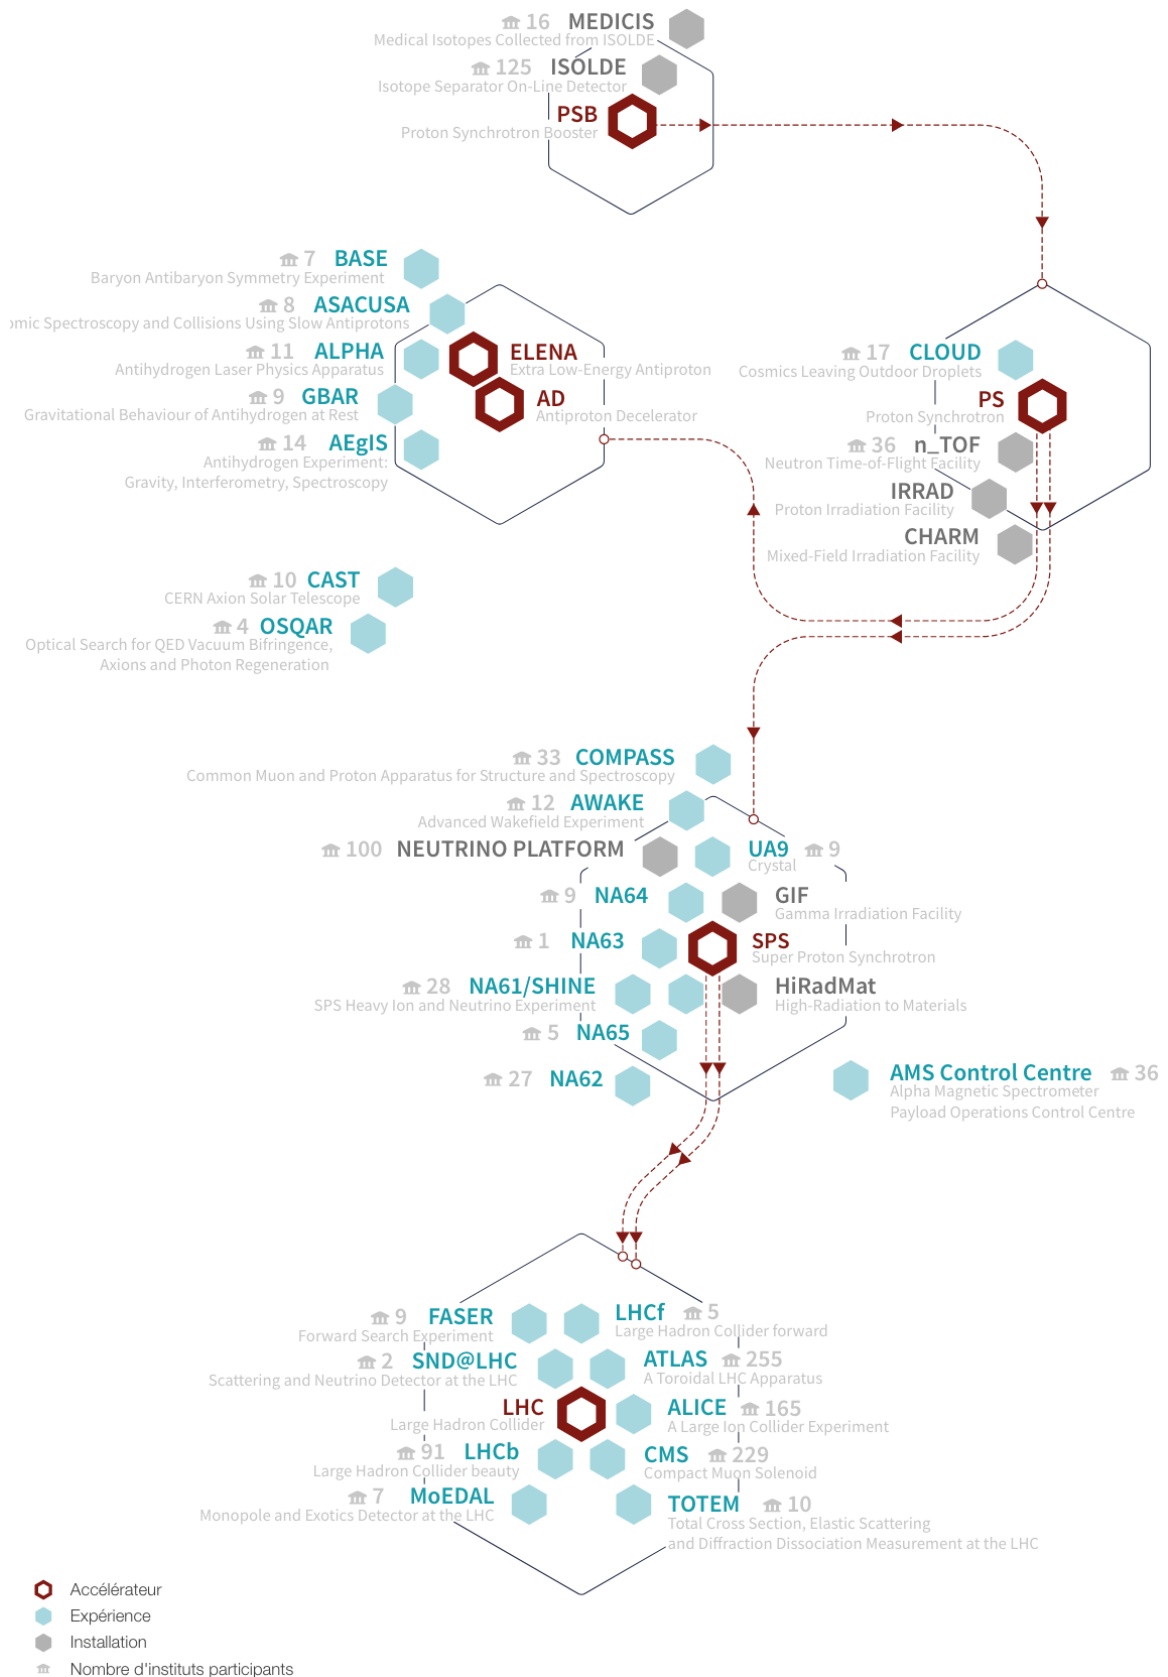 16 MEDICIS
Medical Isotopes Collected from ISOLDE
125 ISOLDE
Isotope Separator On-Line Detector
PSB
Proton Synchrotron Booster
7 BASE
Baryon Antibaryon Symmetry Experiment
8 ASACUSA
omic Spectroscopy and Collisions Using Slow Antiprotons
11 ALPHA
Antihydrogen Laser Physics Apparatus
ELENA
Extra Low-Energy Antiproton
9 GBAR
Gravitational Behaviour of Antihydrogen at Rest
AD
Antiproton Decelerator
14 AEgIS
Antihydrogen Experiment:
Gravity, Interferometry, Spectroscopy
17 CLOUD
Cosmics Leaving Outdoor Droplets
PS
Proton Synchrotron
36 n_TOF
Neutron Time-of-Flight Facility
IRRAD
Proton Irradiation Facility
CHARM
Mixed-Field Irradiation Facility
10 CAST
CERN Axion Solar Telescope
4 OSQAR
Optical Search for QED Vacuum Bifringence,
Axions and Photon Regeneration
33 COMPASS
Common Muon and Proton Apparatus for Structure and Spectroscopy
12 AWAKE
Advanced Wakefield Experiment
100 NEUTRINO PLATFORM
UA9 9
Crystal
9 NA64
GIF
Gamma Irradiation Facility
1 NA63
SPS
Super Proton Synchrotron
28 NA61/SHINE
SPS Heavy Ion and Neutrino Experiment
HiRadMat
High-Radiation to Materials
5 NA65
27 NA62
AMS Control Centre 36
Alpha Magnetic Spectrometer
Payload Operations Control Centre
9 FASER
Forward Search Experiment
LHCf 5
Large Hadron Collider forward
2 SND@LHC
Scattering and Neutrino Detector at the LHC
ATLAS 255
A Toroidal LHC Apparatus
LHC
Large Hadron Collider
ALICE 165
A Large Ion Collider Experiment
91 LHCb
Large Hadron Collider beauty
CMS 229
Compact Muon Solenoid
7 MoEDAL
Monopole and Exotics Detector at the LHC
TOTEM 10
Total Cross Section, Elastic Scattering
and Diffraction Dissociation Measurement at the LHC
Accélérateur
Expérience
Installation
Nombre d'instituts participants